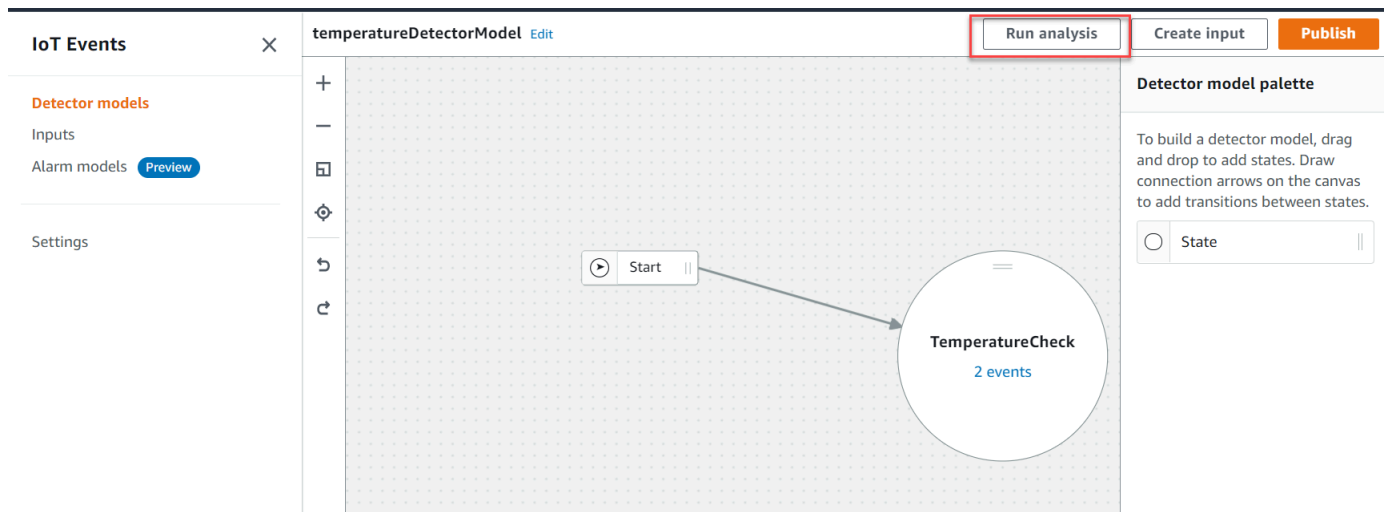 IoT Events
Detector models
Inputs
Alarm models Preview
Settings
temperatureDetectorModel Edit
Run analysis
Create input
Publish
Start
TemperatureCheck
2 events
Detector model palette
To build a detector model, drag
and drop to add states. Draw
connection arrows on the canvas
to add transitions between states.
State